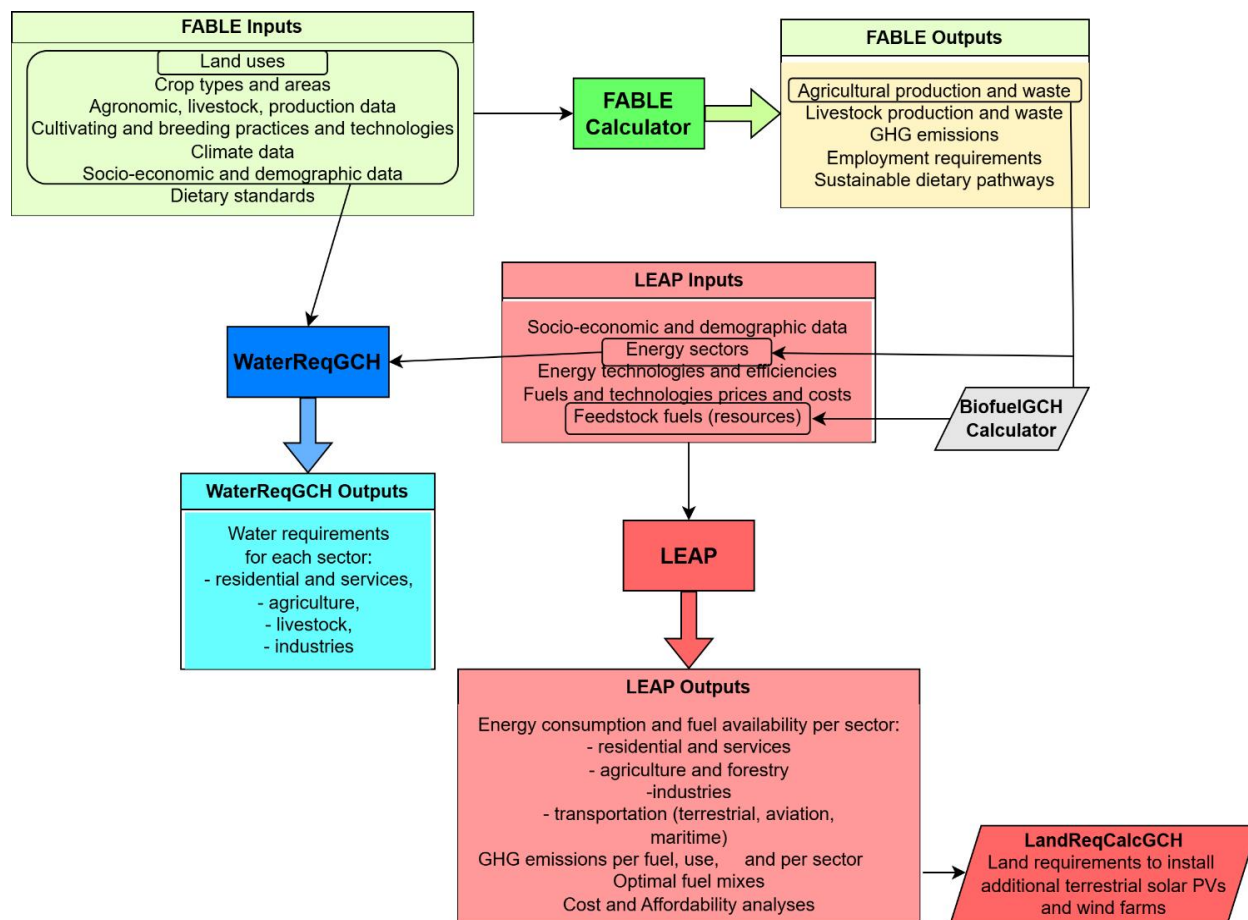 FABLE Inputs
Land uses
Crop types and areas
Agronomic, livestock, production data
Cultivating and breeding practices and technologies
Climate data
Socio-economic and demographic data
Dietary standards
FABLE
Calculator
FABLE Outputs
Agricultural production and waste
Livestock production and waste
GHG emissions
Employment requirements
Sustainable dietary pathways
LEAP Inputs
Socio-economic and demographic data
Energy sectors
Energy technologies and efficiencies
Fuels and technologies prices and costs
Feedstock fuels (resources)
WaterReqGCH
BiofuelGCH
Calculator
WaterReqGCH Outputs
Water requirements
for each sector:
- residential and services,
- agriculture,
- livestock,
- industries
LEAP
LEAP Outputs
Energy consumption and fuel availability per sector:
- residential and services
- agriculture and forestry
-industries
- transportation (terrestrial, aviation,
maritime)
GHG emissions per fuel, use, and per sector
Optimal fuel mixes
Cost and Affordability analyses
LandReqCalcGCH
Land requirements to install
additional terrestrial solar PVs
and wind farms